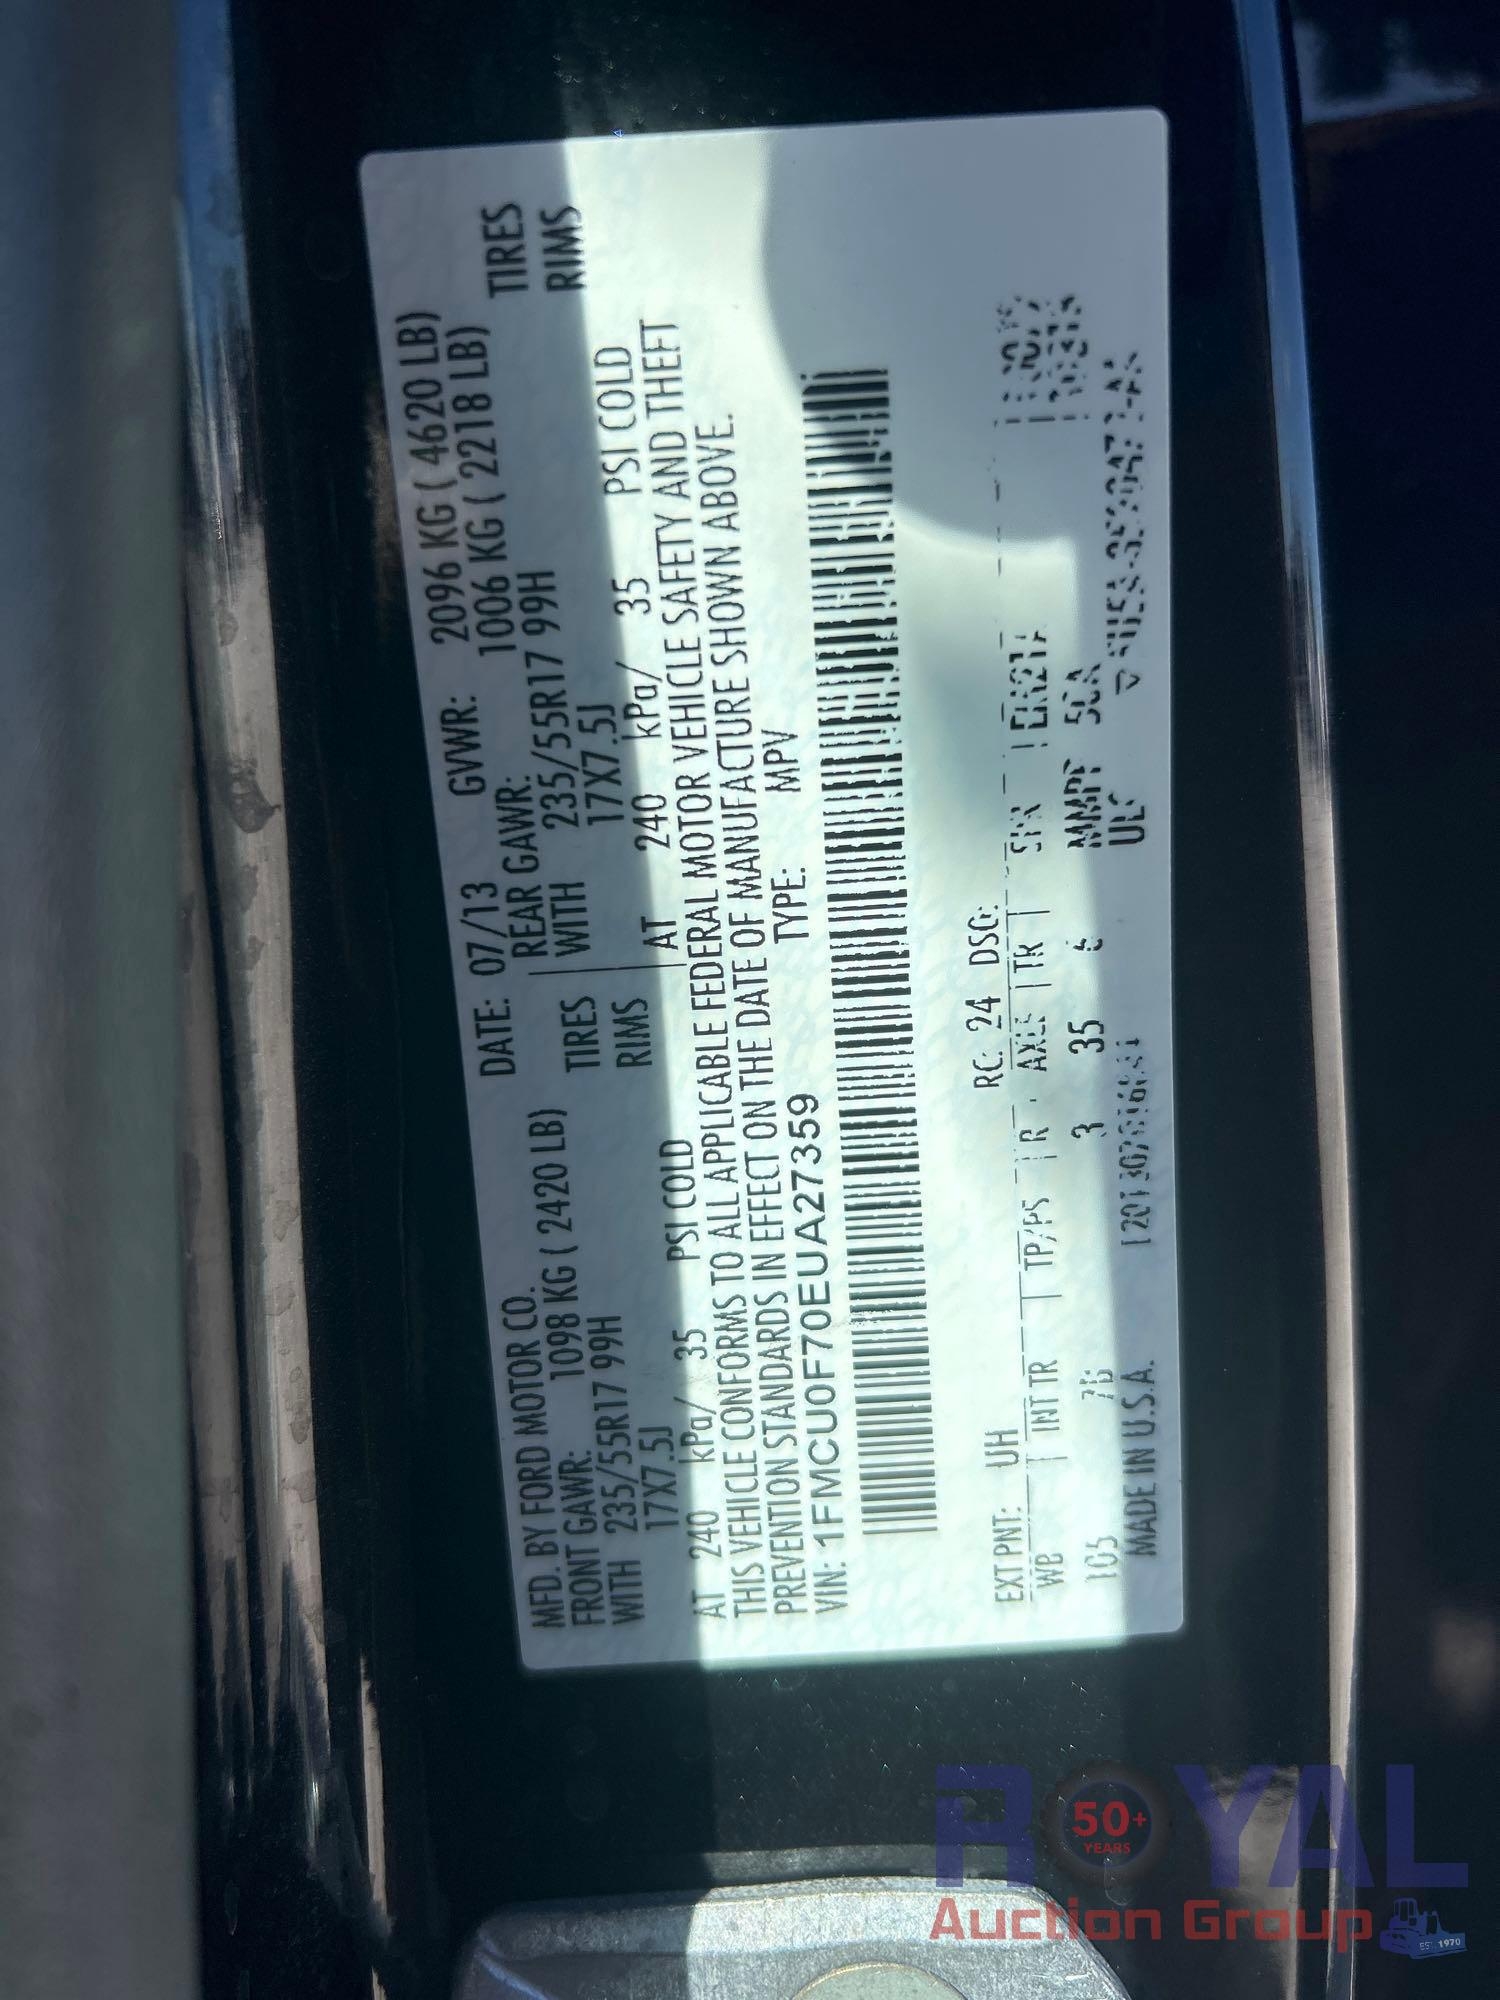 MFD. BY FORD MOTOR CO.
DATE: 07/13 GVWR: 2096 KG ( 4620 LB)
FRONT GAWR: 1098 KG ( 2420 LB)
REAR GAWR: 1006 KG ( 2218 LB)
WITH 235/55R17 99H TIRES
WITH 235/55R17 99H TIRES
17X7.5J RIMS
17X7.5J RIMS
AT 240 kPa/ 35 PSI COLD
AT 240 kPa/ 35 PSI COLD
THIS VEHICLE CONFORMS TO ALL APPLICABLE FEDERAL MOTOR VEHICLE SAFETY AND THEFT
PREVENTION STANDARDS IN EFFECT ON THE DATE OF MANUFACTURE SHOWN ABOVE.
VIN: 1FMCU0F70EUA27359 TYPE: MPV
EXT PNT: UH RC: 24 DSO:
WB INT TR TP/PS R AXLE TR SPR
105 7B 3 35 6
MADE IN U.S.A.
ROYAL
50+
YEARS
Auction Group
EST. 1970